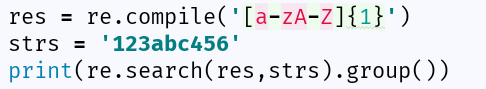 res = re.compile('[a-zA-Z]{1}')
strs = '123abc456'
print(re.search(res,strs).group())